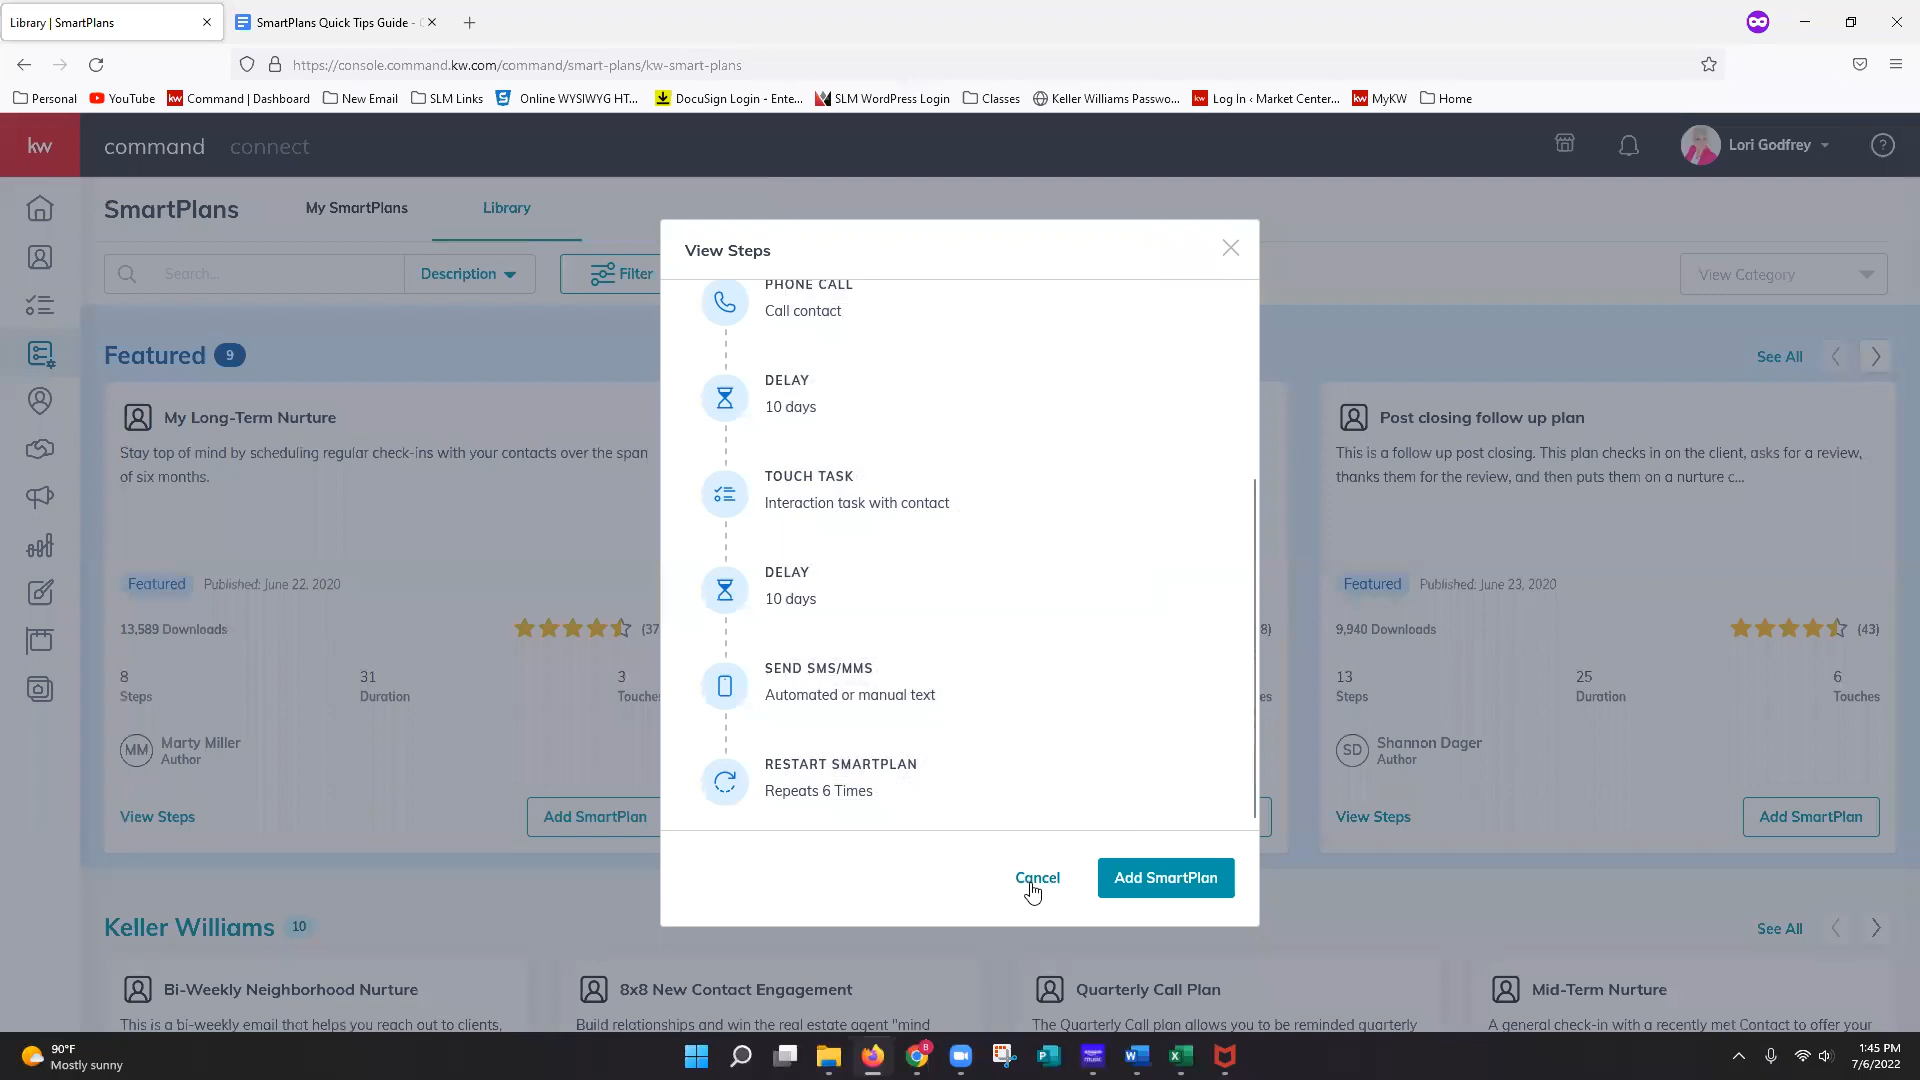 Library | SmartPlans
SmartPlans Quick Tips Guide -
https://console.command.kw.com/command/smart-plans/kw-smart-plans
Personal
YouTube
Command | Dashboard
New Email
SLM Links
Online WYSIWYG HT...
DocuSign Login - Ente...
SLM WordPress Login
Classes
Keller Williams Passwo...
Log In ‹ Market Center...
MyKW
Home
kw
command
connect
Lori Godfrey
SmartPlans
My SmartPlans
Library
Search...
Description
Filter
View Category
Featured 9
See All
My Long-Term Nurture
Stay top of mind by scheduling regular check-ins with your contacts over the span
of six months.
Featured
Published: June 22, 2020
13,589 Downloads
(37
8 31 3
Steps Duration Touche
MM
Marty Miller
Author
View Steps
Add SmartPlan
View Steps
PHONE CALL
Call contact
DELAY
10 days
TOUCH TASK
Interaction task with contact
DELAY
10 days
SEND SMS/MMS
Automated or manual text
RESTART SMARTPLAN
Repeats 6 Times
Cancel
Add SmartPlan
8)
es
Post closing follow up plan
This is a follow up post closing. This plan checks in on the client, asks for a review,
thanks them for the review, and then puts them on a nurture c...
Featured
Published: June 23, 2020
9,940 Downloads
(43)
13 25 6
Steps Duration Touches
SD
Shannon Dager
Author
View Steps
Add SmartPlan
Keller Williams 10
See All
Bi-Weekly Neighborhood Nurture
This is a bi-weekly email that helps you reach out to clients,
8x8 New Contact Engagement
Build relationships and win the real estate agent "mind
Quarterly Call Plan
The Quarterly Call plan allows you to be reminded quarterly
Mid-Term Nurture
A general check-in with a recently met Contact to offer your
90°F
Mostly sunny
1:45 PM
7/6/2022